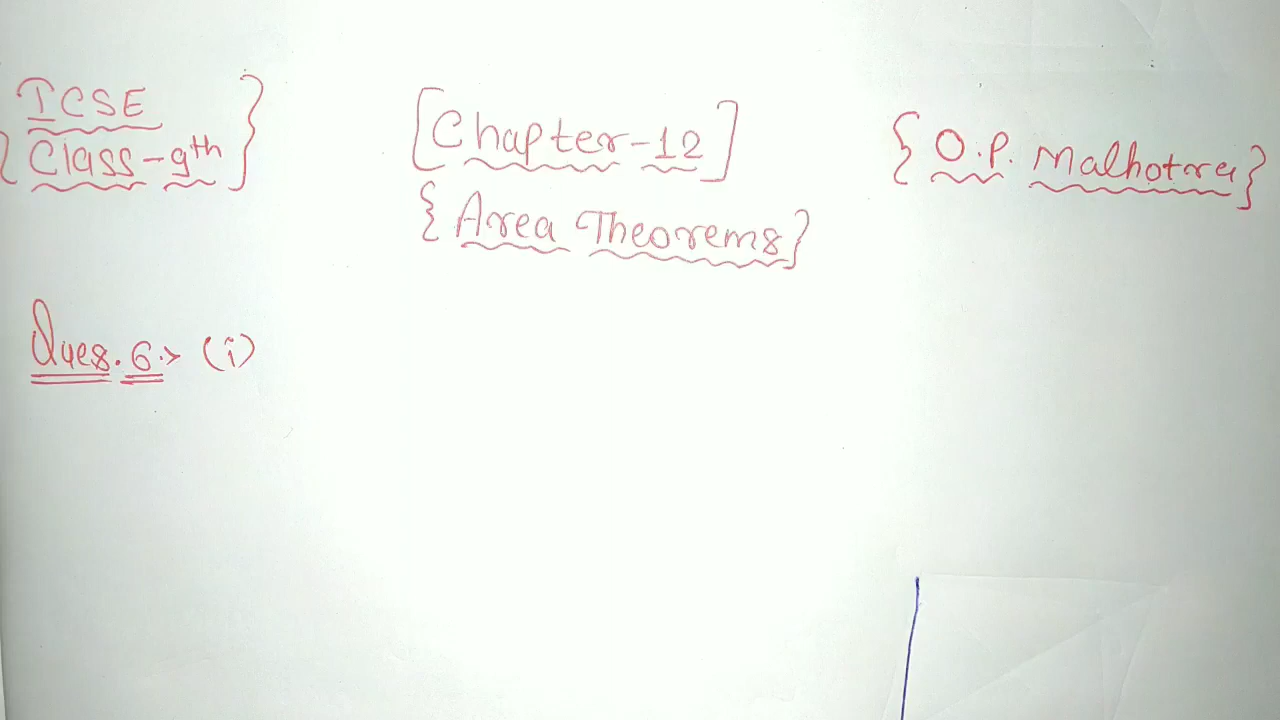 {ICSE
Class-9th}
[Chapter-12]
{Area Theorems}
{O.P. Malhotra}
Ques.6.> (i)